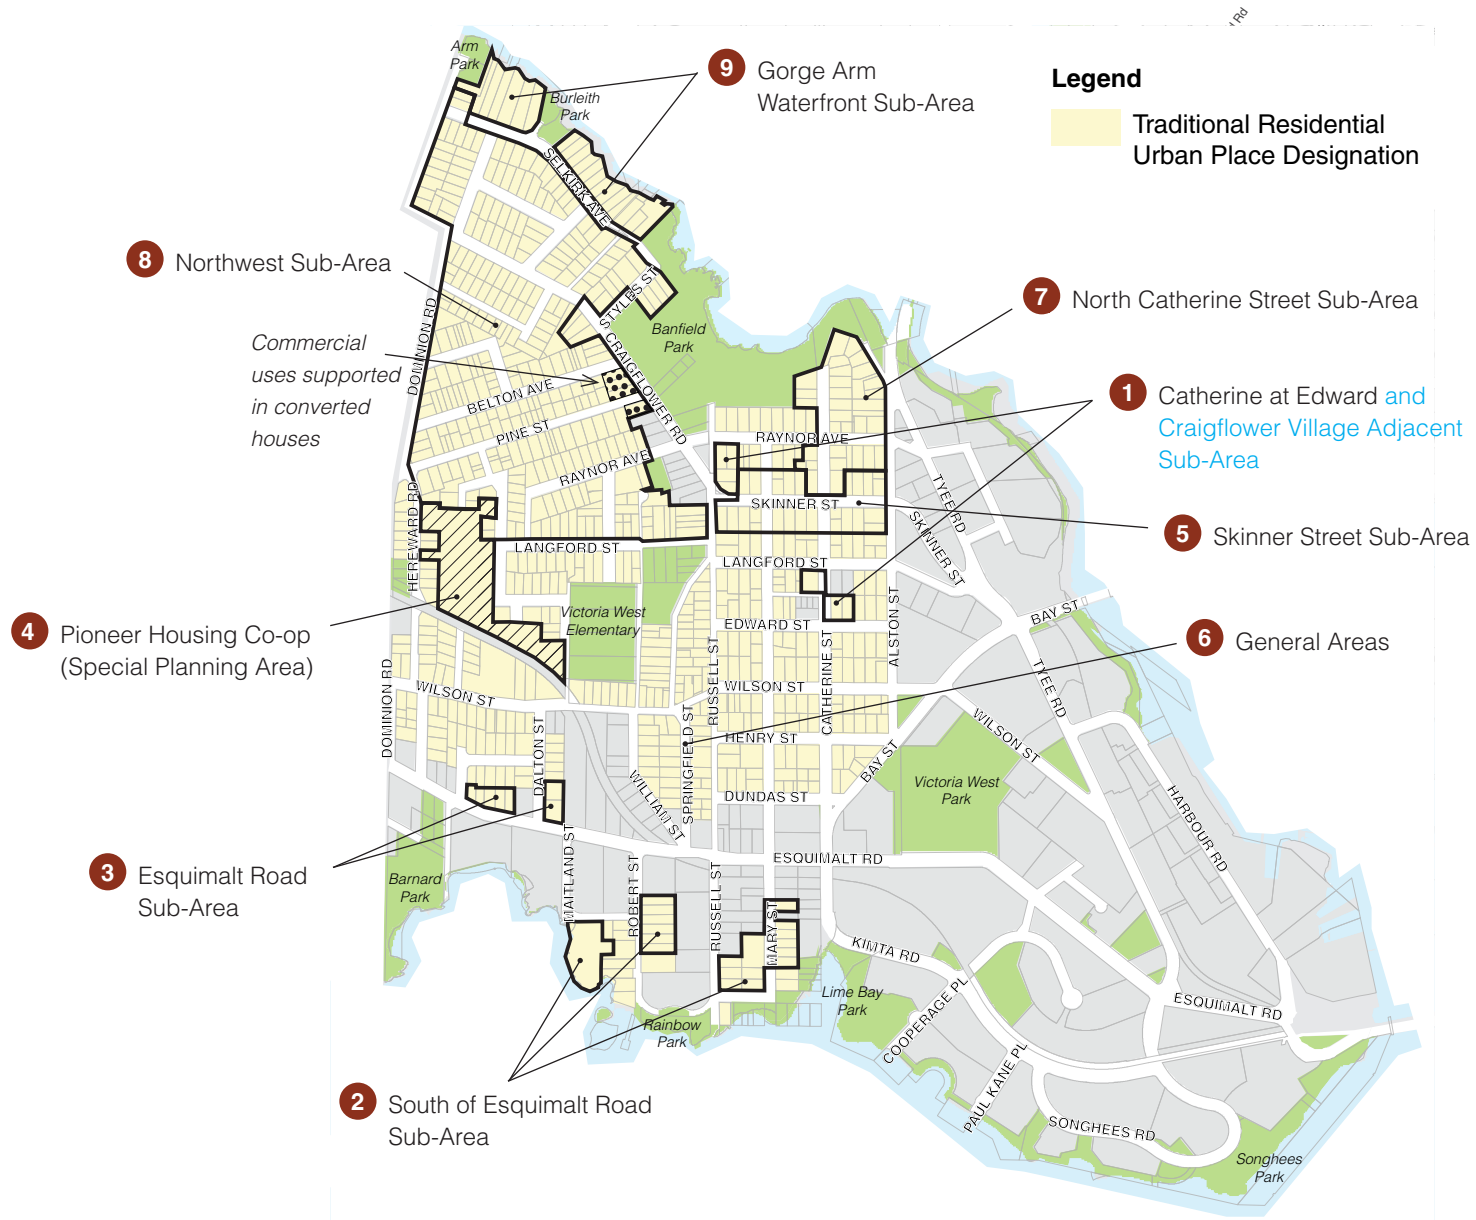 Rd
Arm
Park
9 Gorge Arm
Waterfront Sub-Area
Legend
Traditional Residential
Urban Place Designation
Burleith
Park
SELKIRK AVE
8 Northwest Sub-Area
STYLES ST
7 North Catherine Street Sub-Area
Banfield
Park
Commercial
uses supported
in converted
houses
DOMINION RD
CRAIGFLOWER RD
BELTON AVE
1 Catherine at Edward and
Craigflower Village Adjacent
Sub-Area
PINE ST
RAYNOR AVE
RAYNOR AVE
HEREWARD RD
SKINNER ST
TYEE RD
SKINNER ST
5 Skinner Street Sub-Area
LANGFORD ST
LANGFORD ST
Victoria West
Elementary
EDWARD ST
ALSTON ST
BAY ST
4 Pioneer Housing Co-op
(Special Planning Area)
6 General Areas
RUSSELL ST
CATHERINE ST
DOMINION RD
WILSON ST
WILSON ST
TYEE RD
WILSON ST
DALTON ST
SPRINGFIELD ST
HENRY ST
BAY ST
WILLIAM ST
DUNDAS ST
Victoria West
Park
HARBOUR RD
MAITLAND ST
ESQUIMALT RD
3 Esquimalt Road
Sub-Area
Barnard
Park
ROBERT ST
RUSSELL ST
MARY ST
KIMTA RD
Lime Bay
Park
COOPERAGE PL
ESQUIMALT RD
Rainbow
Park
PAUL KANE PL
2 South of Esquimalt Road
Sub-Area
SONGHEES RD
Songhees
Park